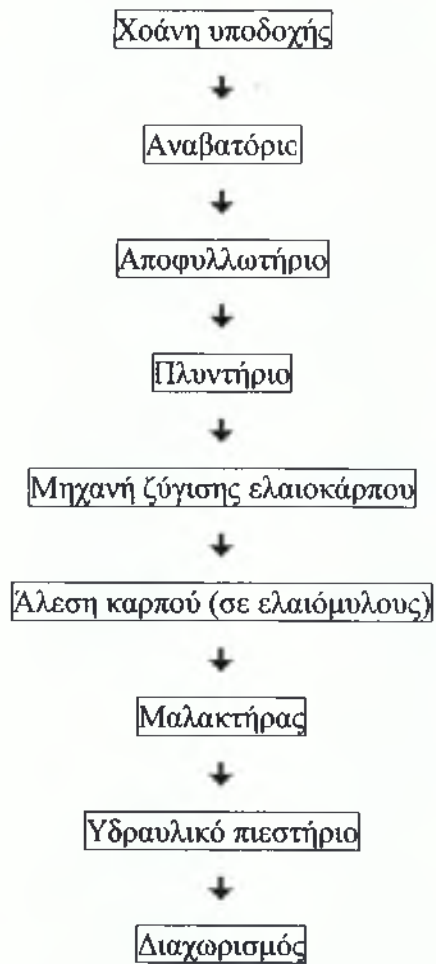 Χοάνη υποδοχής
Αναβατόριο
Αποφυλλωτήριο
Πλυντήριο
Μηχανή ζύγισης ελαιοκάρπου
Άλεση καρπού (σε ελαιόμυλους)
Μαλακτήρας
Υδραυλικό πιεστήριο
Διαχωρισμός